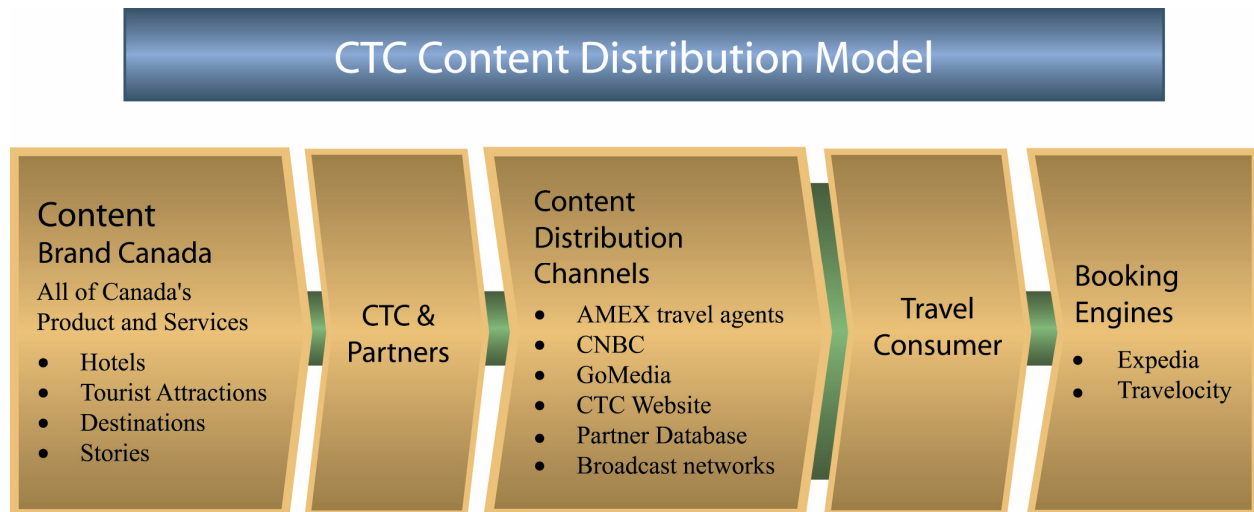 CTC Content Distribution Model
Content
Brand Canada
All of Canada's
Product and Services
• Hotels
• Tourist Attractions
• Destinations
• Stories
CTC &
Partners
Content
Distribution
Channels
• AMEX travel agents
• CNBC
• GoMedia
• CTC Website
• Partner Database
• Broadcast networks
Travel
Consumer
Booking
Engines
• Expedia
• Travelocity